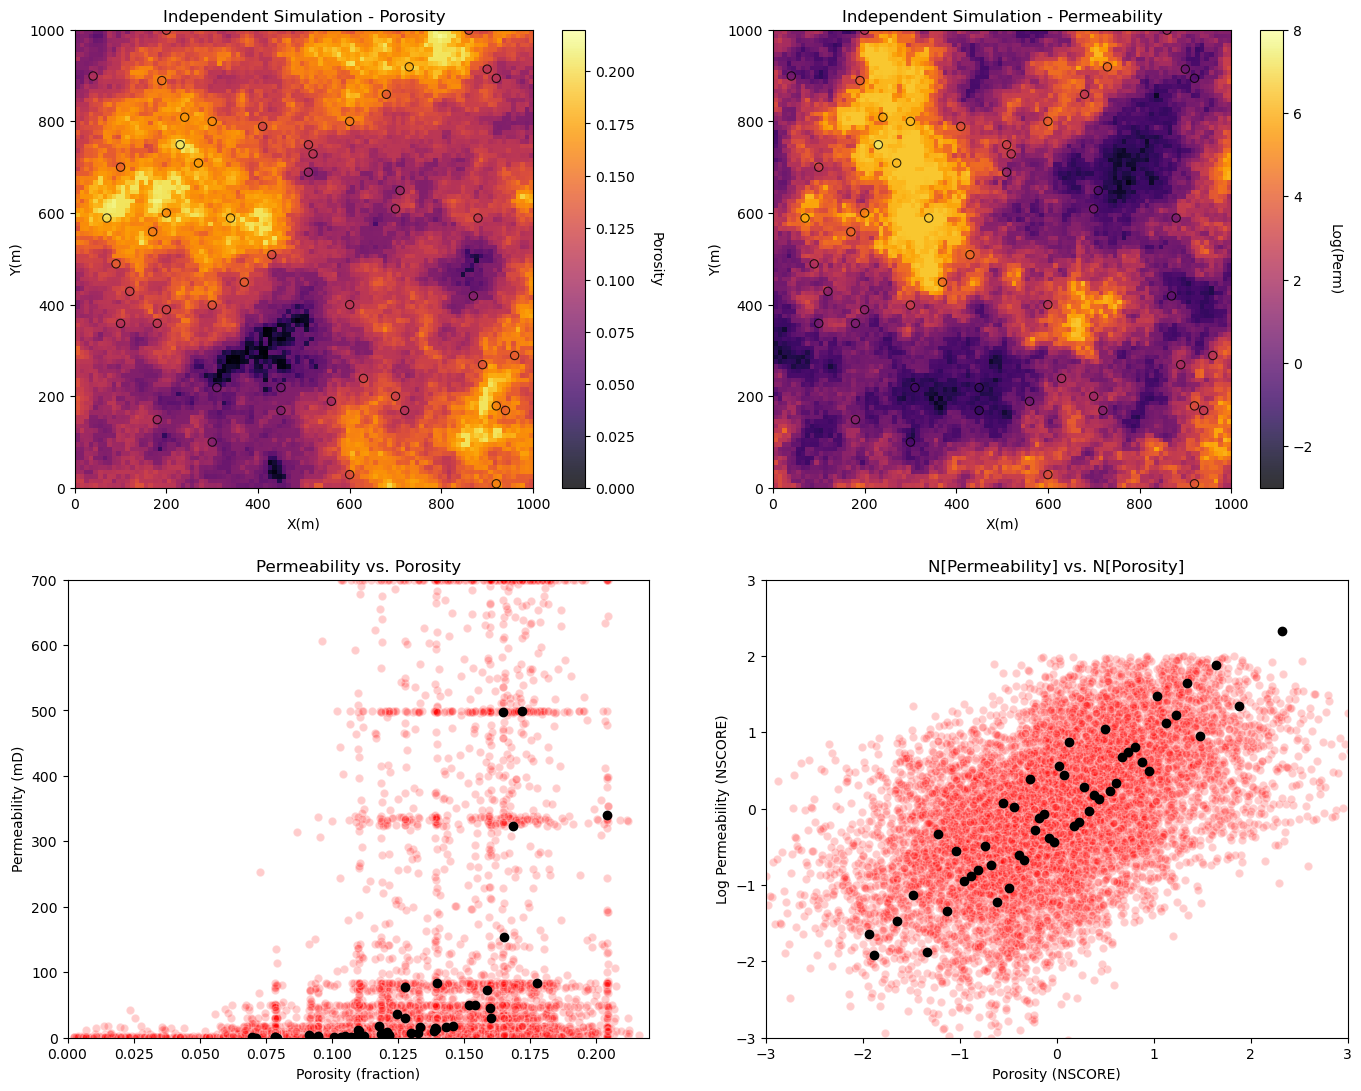 Independent Simulation - Porosity
1000
800
600
400
200
0
Y(m)
0 200 400 600 800 1000
X(m)
0.200
0.175
0.150
0.125
0.100
0.075
0.050
0.025
0.000
Porosity
Independent Simulation - Permeability
1000
800
600
400
200
0
Y(m)
0 200 400 600 800 1000
X(m)
8
6
4
2
0
−2
Log(Perm)
Permeability vs. Porosity
700
600
500
400
300
200
100
0
Permeability (mD)
0.000 0.025 0.050 0.075 0.100 0.125 0.150 0.175 0.200
Porosity (fraction)
N[Permeability] vs. N[Porosity]
3
2
1
0
−1
−2
−3
Log Permeability (NSCORE)
−3 −2 −1 0 1 2 3
Porosity (NSCORE)